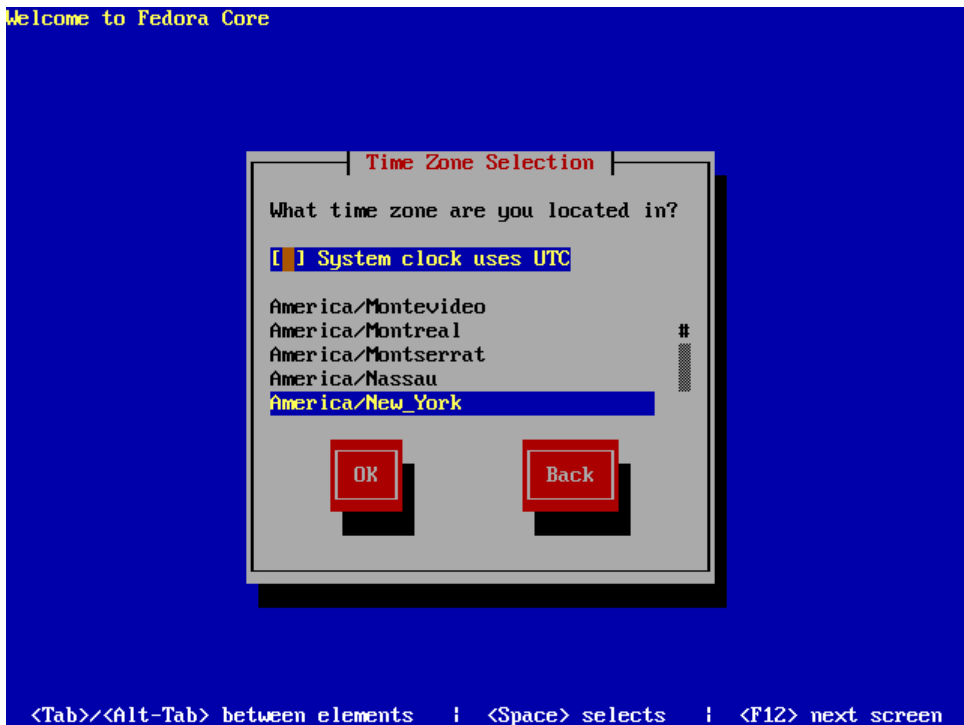 Welcome to Fedora Core
Time Zone Selection
What time zone are you located in?
[ ] System clock uses UTC
America/Montevideo
America/Montreal #
America/Montserrat
America/Nassau
America/New_York
OK Back
<Tab>/<Alt-Tab> between elements | <Space> selects | <F12> next screen